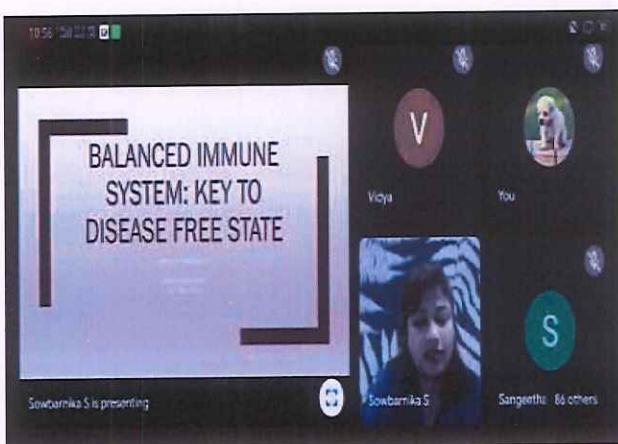 10:56
BALANCED IMMUNE
SYSTEM: KEY TO
DISEASE FREE STATE
Sowbarnika S is presenting
V
Vidya
You
Sowbarnika S
S
Sangeetha 86 others